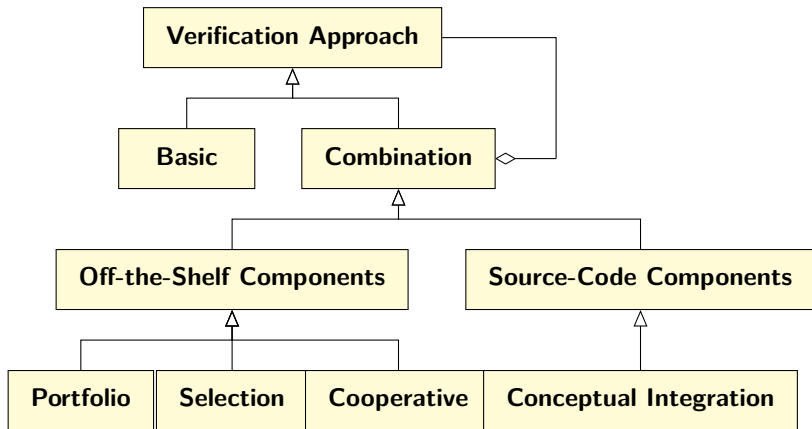 Verification Approach
Basic
Combination
Off-the-Shelf Components
Source-Code Components
Portfolio
Selection
Cooperative
Conceptual Integration